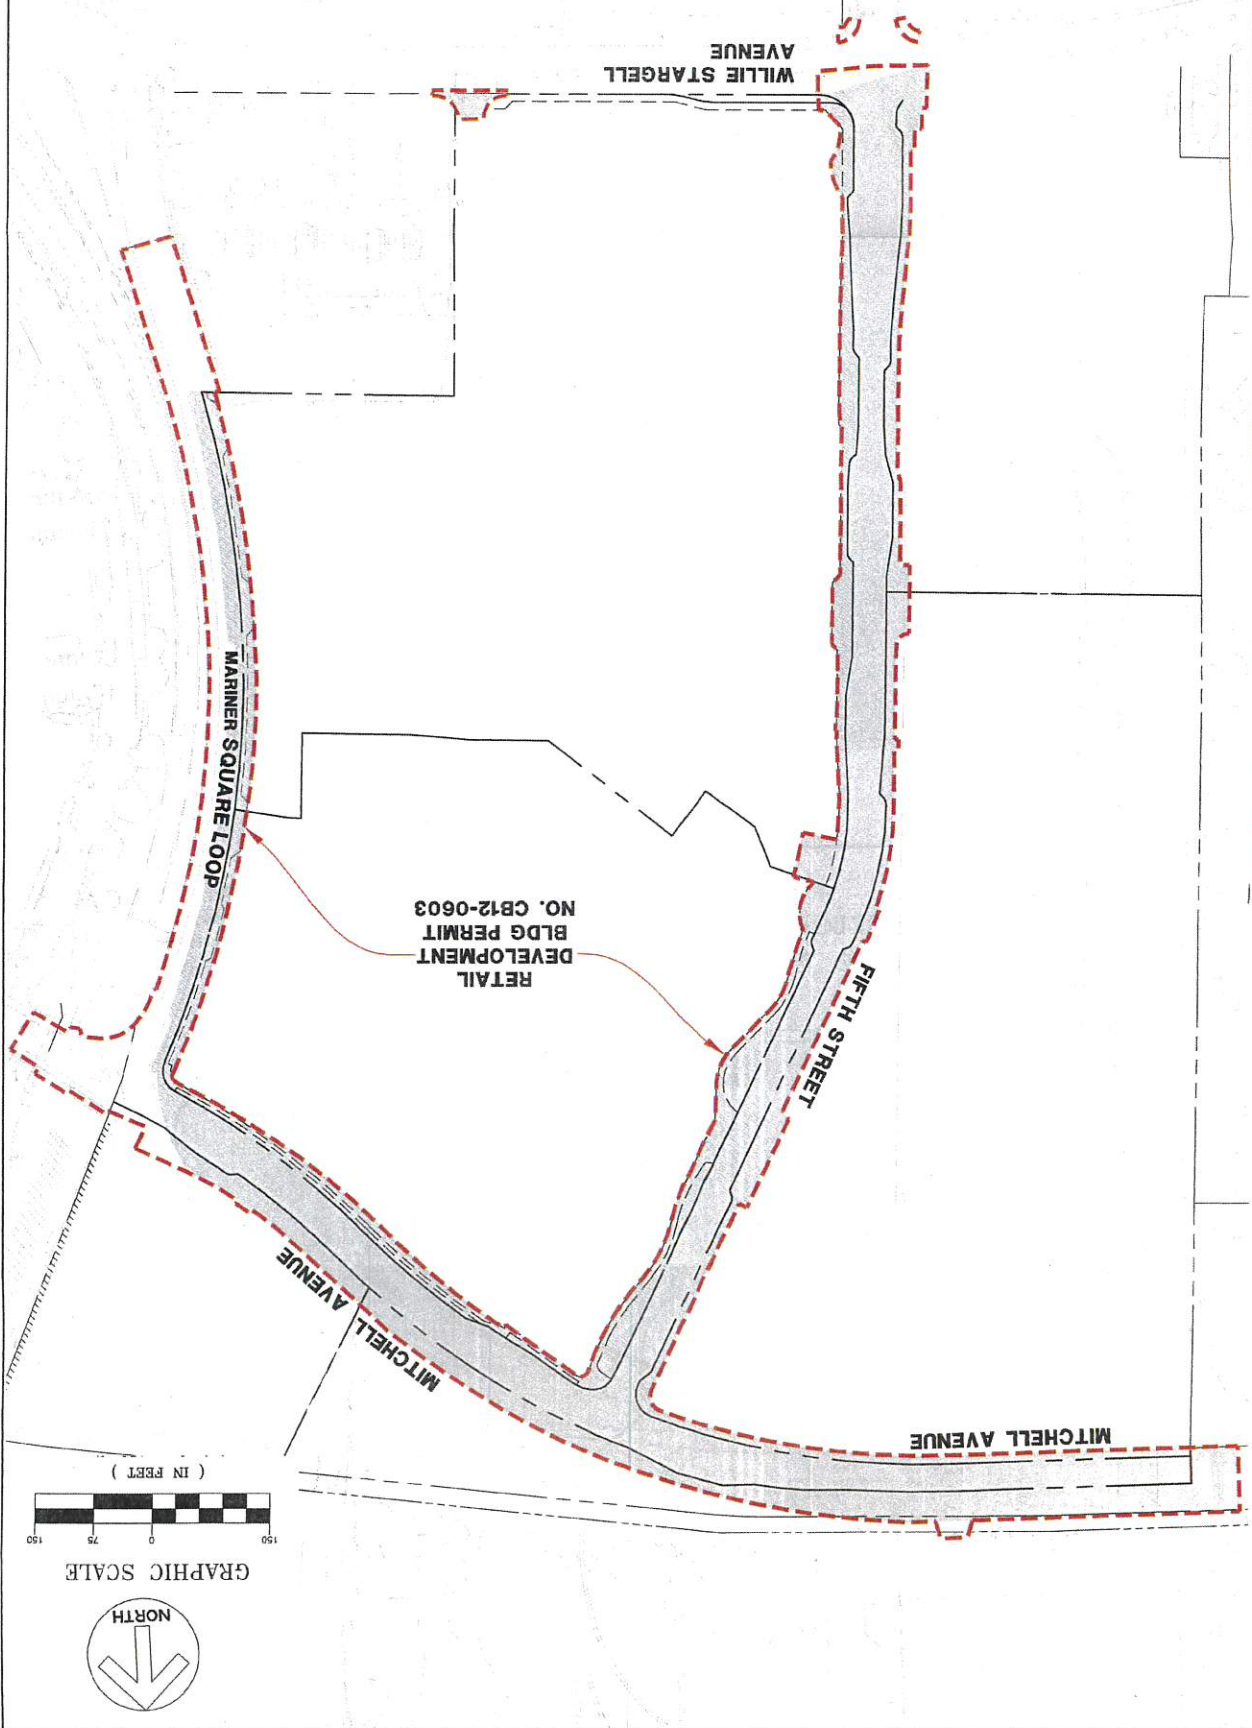 NORTH
GRAPHIC SCALE
150 0 75 150
( IN FEET )
MITCHELL AVENUE
MITCHELL AVENUE
FIFTH STREET
RETAIL
DEVELOPMENT
BLDG PERMIT
NO. CB12-0603
MARINER SQUARE LOOP
WILLIE STARGELL
AVENUE